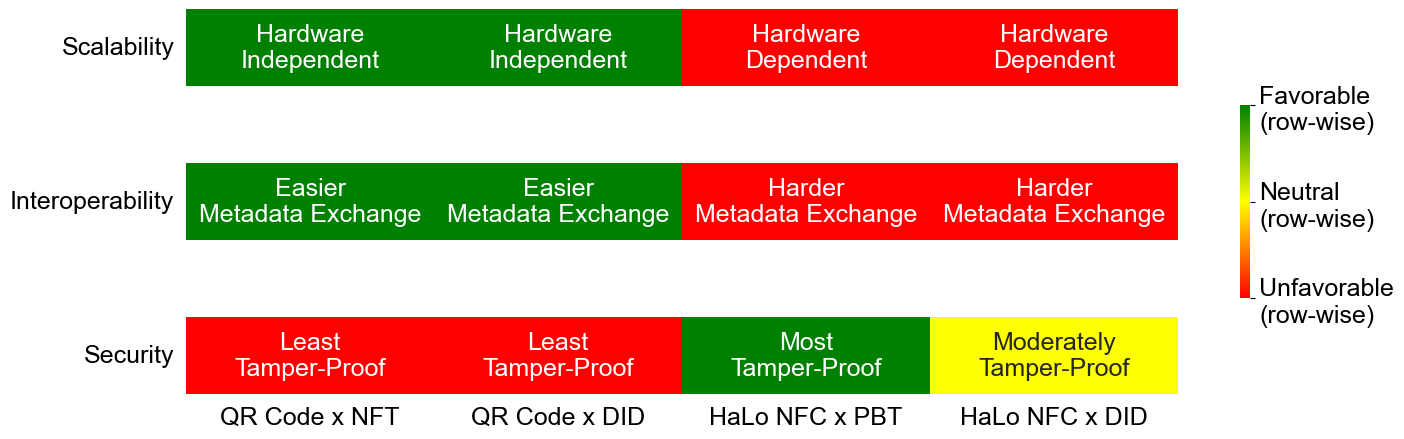 Scalability
Hardware
Independent
Hardware
Independent
Hardware
Dependent
Hardware
Dependent
Interoperability
Easier
Metadata Exchange
Easier
Metadata Exchange
Harder
Metadata Exchange
Harder
Metadata Exchange
Security
Least
Tamper-Proof
Least
Tamper-Proof
Most
Tamper-Proof
Moderately
Tamper-Proof
QR Code x NFT
QR Code x DID
HaLo NFC x PBT
HaLo NFC x DID
Favorable
(row-wise)
Neutral
(row-wise)
Unfavorable
(row-wise)